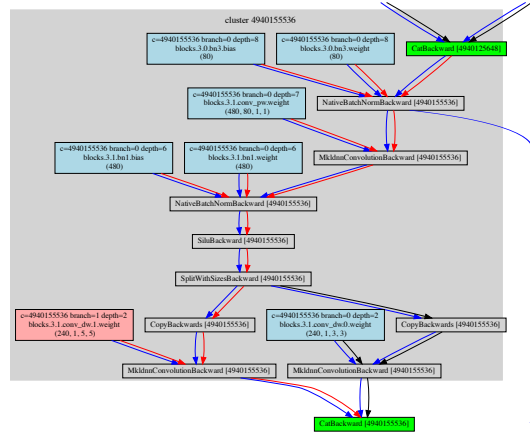 cluster 4940155536
c=4940155536 branch=0 depth=8
blocks.3.0.bn3.bias
(80)
c=4940155536 branch=0 depth=8
blocks.3.0.bn3.weight
(80)
CatBackward [4940125648]
c=4940155536 branch=0 depth=7
blocks.3.1.conv_pw.weight
(480, 80, 1, 1)
NativeBatchNormBackward [4940155536]
c=4940155536 branch=0 depth=6
blocks.3.1.bn1.bias
(480)
c=4940155536 branch=0 depth=6
blocks.3.1.bn1.weight
(480)
MkldnnConvolutionBackward [4940155536]
NativeBatchNormBackward [4940155536]
SiluBackward [4940155536]
SplitWithSizesBackward [4940155536]
c=4940155536 branch=1 depth=2
blocks.3.1.conv_dw.1.weight
(240, 1, 5, 5)
CopyBackwards [4940155536]
c=4940155536 branch=0 depth=2
blocks.3.1.conv_dw.0.weight
(240, 1, 3, 3)
CopyBackwards [4940155536]
MkldnnConvolutionBackward [4940155536]
MkldnnConvolutionBackward [4940155536]
CatBackward [4940155536]